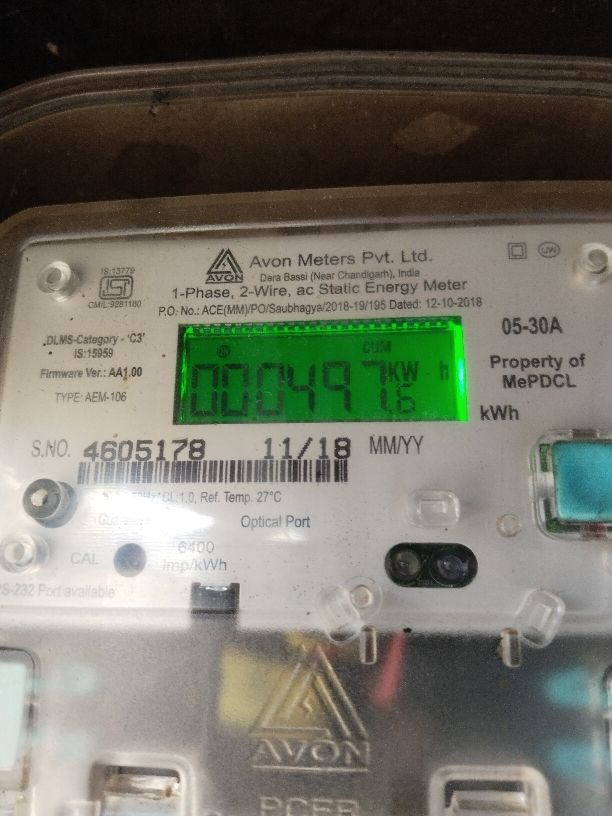 AVON
Avon Meters Pvt. Ltd.
Dera Bassi (Near Chandigarh), India
1-Phase, 2-Wire, ac Static Energy Meter
P.O. No.: ACE(MM)/PO/Saubhagya/2018-19/195 Dated: 12-10-2018
IS:13779
ISI
CM/L:9281180
DLMS-Category - 'C3'
IS:15959
Firmware Ver.: AA1.00
TYPE: AEM-106
CUM
000497.6 KW h
kWh
05-30A
Property of
MePDCL
S.NO. 4605178 11/18 MM/YY
1.0, Ref. Temp. 27°C
Optical Port
CAL 6400
imp/kWh
RS-232 Port available
AVON